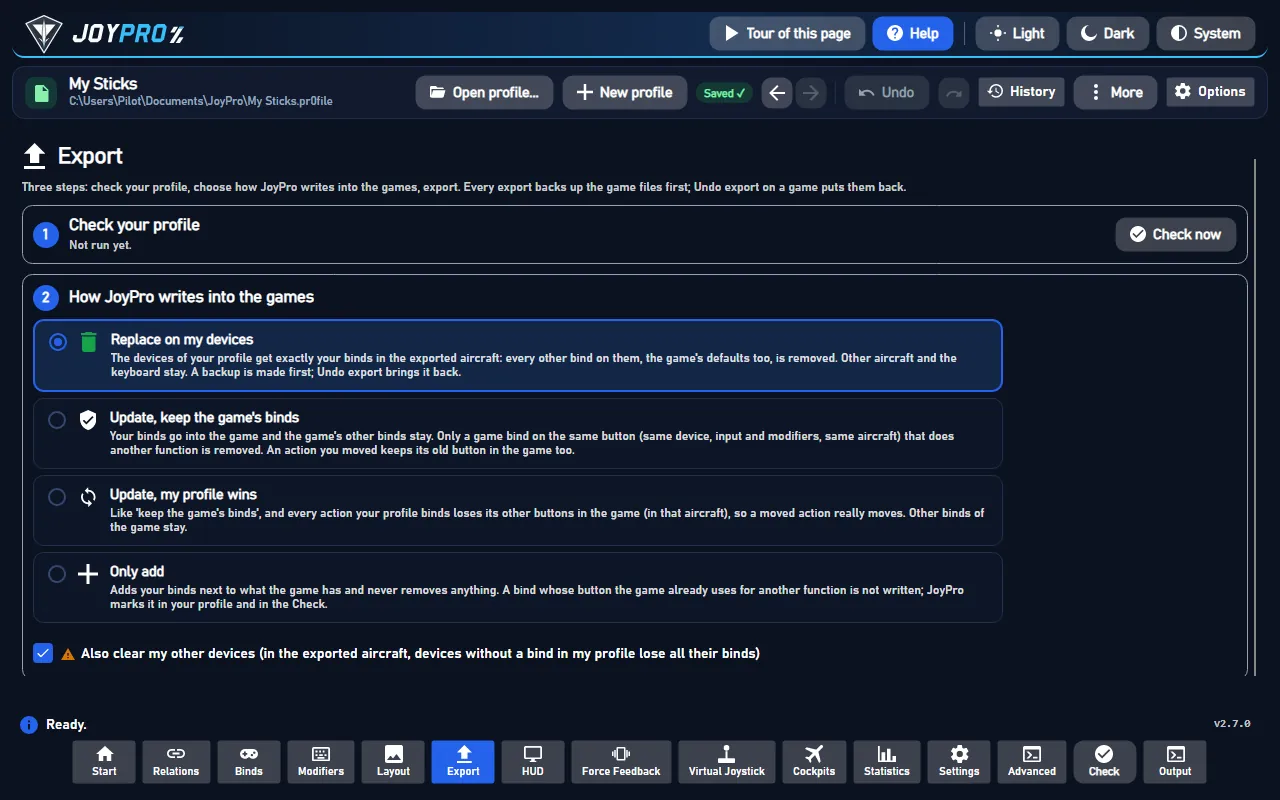 JOYPRO
Tour of this page
Help
Light
Dark
System
My Sticks
C:\Users\Pilot\Documents\JoyPro\My Sticks.pr0file
Open profile...
New profile
Saved ✓
Undo
History
More
Options
Export
Three steps: check your profile, choose how JoyPro writes into the games, export. Every export backs up the game files first; Undo export on a game puts them back.
1
Check your profile
Not run yet.
Check now
2
How JoyPro writes into the games
Replace on my devices
The devices of your profile get exactly your binds in the exported aircraft: every other bind on them, the game's defaults too, is removed. Other aircraft and the
keyboard stay. A backup is made first; Undo export brings it back.
Update, keep the game's binds
Your binds go into the game and the game's other binds stay. Only a game bind on the same button (same device, input and modifiers, same aircraft) that does
another function is removed. An action you moved keeps its old button in the game too.
Update, my profile wins
Like 'keep the game's binds', and every action your profile binds loses its other buttons in the game (in that aircraft), so a moved action really moves. Other binds of
the game stay.
Only add
Adds your binds next to what the game has and never removes anything. A bind whose button the game already uses for another function is not written; JoyPro
marks it in your profile and in the Check.
Also clear my other devices (in the exported aircraft, devices without a bind in my profile lose all their binds)
Ready.
v2.7.0
Start
Relations
Binds
Modifiers
Layout
Export
HUD
Force Feedback
Virtual Joystick
Cockpits
Statistics
Settings
Advanced
Check
Output